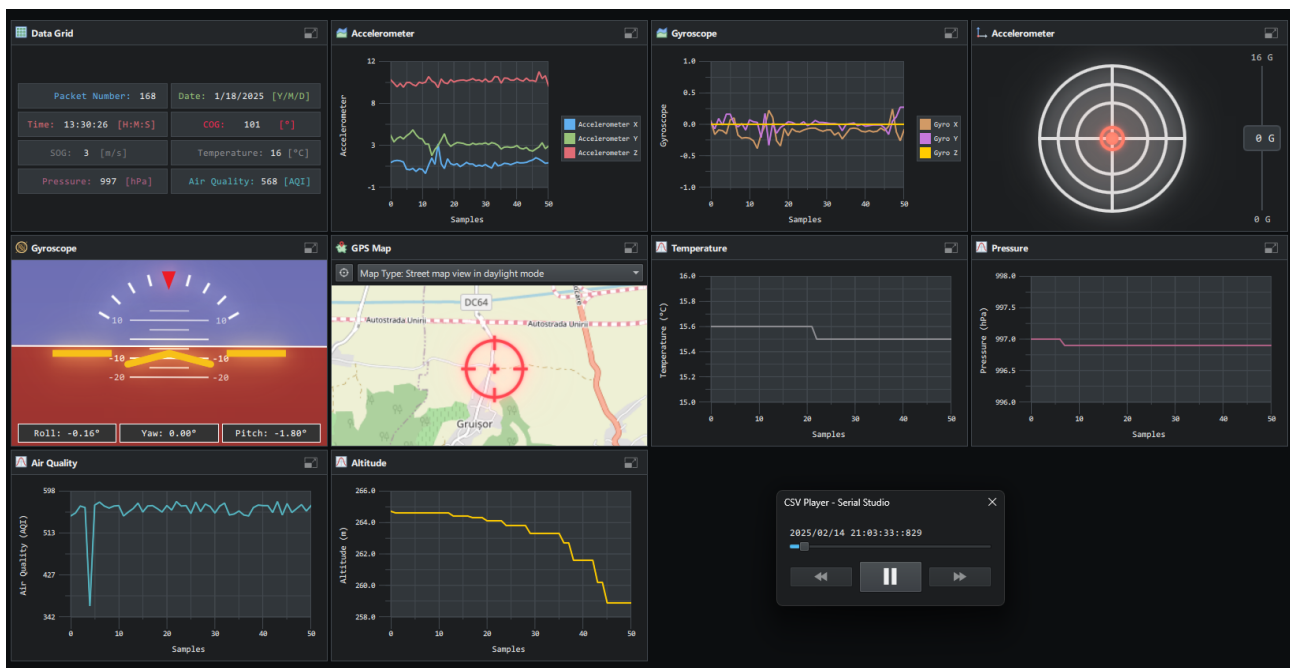 Data Grid
Packet Number: 168
Date: 1/18/2025 [Y/M/D]
Time: 13:30:26 [H:M:S]
COG: 101 [°]
SOG: 3 [m/s]
Temperature: 16 [°C]
Pressure: 997 [hPa]
Air Quality: 568 [AQI]
Accelerometer
12
8
3
-1
Accelerometer
0 10 20 30 40 50
Samples
Accelerometer X
Accelerometer Y
Accelerometer Z
Gyroscope
1.0
0.5
0.0
-0.5
-1.0
Gyroscope
0 10 20 30 40 50
Samples
Gyro X
Gyro Y
Gyro Z
Accelerometer
16 G
0 G
0 G
Gyroscope
10 10
-10 -10
-20 -20
Roll: -0.16°
Yaw: 0.00°
Pitch: -1.80°
GPS Map
Map Type: Street map view in daylight mode
DC64
Autostrada Unirii
Autostrada Unirii
Gruișor
Temperature
16.0
15.8
15.6
15.4
15.2
15.0
Temperature (°C)
0 10 20 30 40 50
Samples
Pressure
998.0
997.5
997.0
996.5
996.0
Pressure (hPa)
0 10 20 30 40 50
Samples
Air Quality
598
513
427
342
Air Quality (AQI)
0 10 20 30 40 50
Samples
Altitude
266.0
264.0
262.0
260.0
258.0
Altitude (m)
0 10 20 30 40 50
Samples
CSV Player - Serial Studio
2025/02/14 21:03:33::829